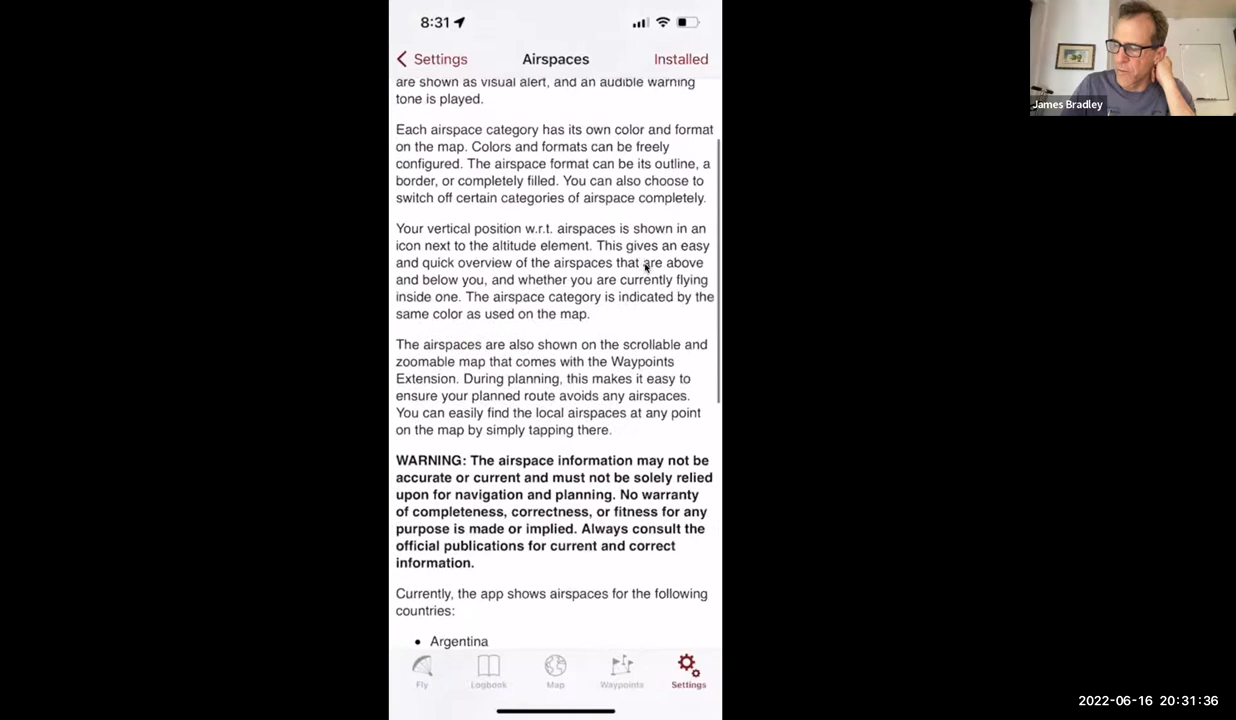 8:31
Settings
Airspaces
Installed
are shown as visual alert, and an audible warning
tone is played.
Each airspace category has its own color and format
on the map. Colors and formats can be freely
configured. The airspace format can be its outline, a
border, or completely filled. You can also choose to
switch off certain categories of airspace completely.
Your vertical position w.r.t. airspaces is shown in an
icon next to the altitude element. This gives an easy
and quick overview of the airspaces that are above
and below you, and whether you are currently flying
inside one. The airspace category is indicated by the
same color as used on the map.
The airspaces are also shown on the scrollable and
zoomable map that comes with the Waypoints
Extension. During planning, this makes it easy to
ensure your planned route avoids any airspaces.
You can easily find the local airspaces at any point
on the map by simply tapping there.
WARNING: The airspace information may not be
accurate or current and must not be solely relied
upon for navigation and planning. No warranty
of completeness, correctness, or fitness for any
purpose is made or implied. Always consult the
official publications for current and correct
information.
Currently, the app shows airspaces for the following
countries:
• Argentina
Fly
Logbook
Map
Waypoints
Settings
James Bradley
2022-06-16 20:31:36